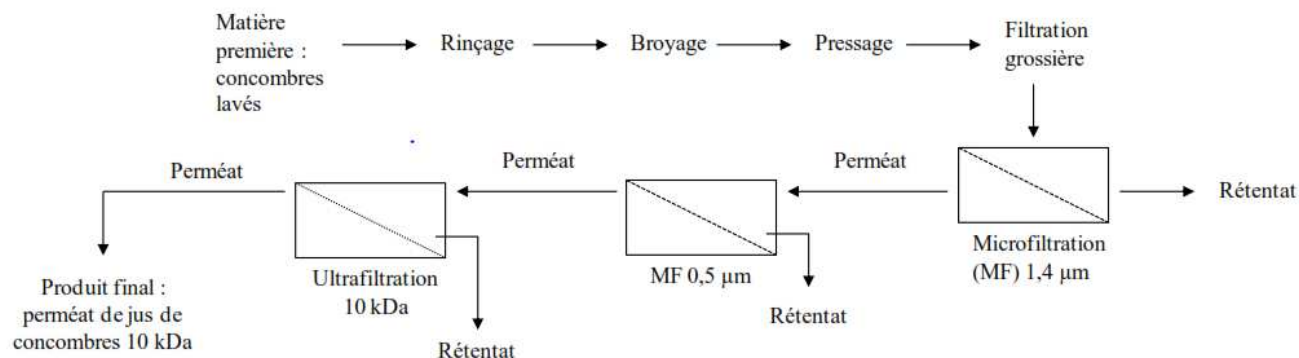 Matière
première :
concombres
lavés
Rinçage
Broyage
Pressage
Filtration
grossière
Perméat
Perméat
Perméat
Rétentat
Microfiltration
(MF) 1,4 µm
MF 0,5 µm
Rétentat
Ultrafiltration
10 kDa
Rétentat
Produit final :
perméat de jus de
concombres 10 kDa